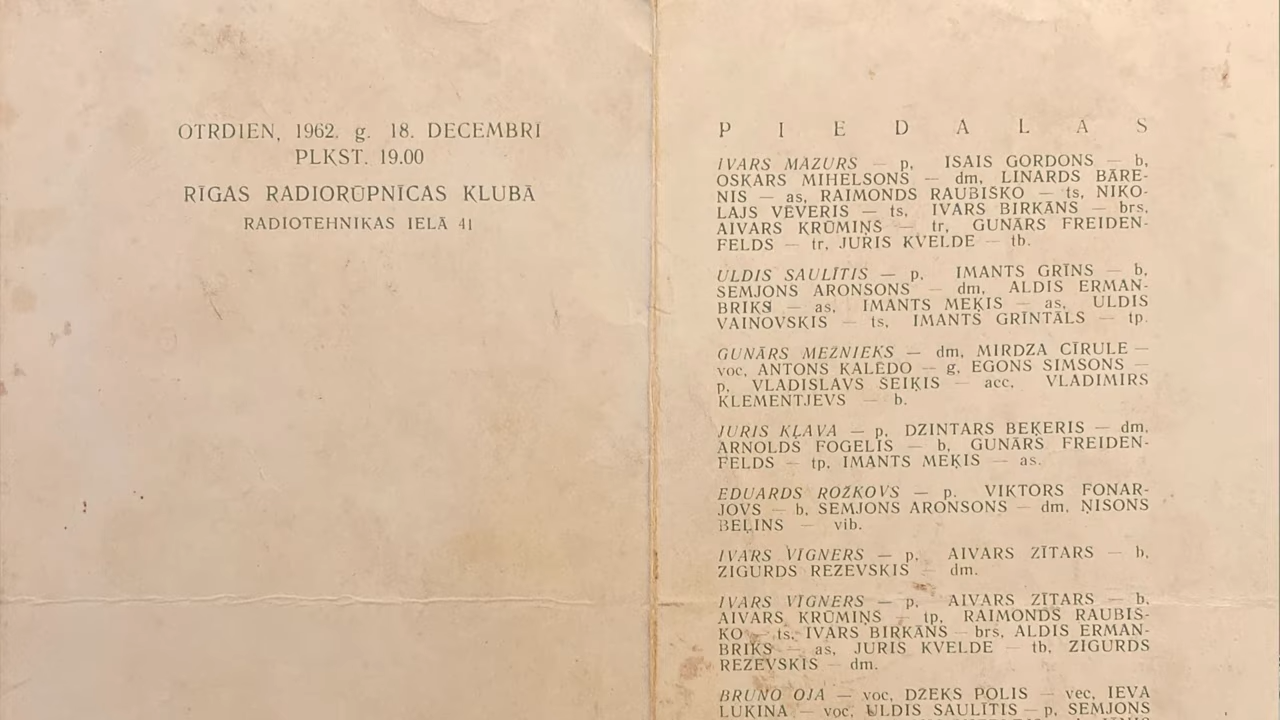 OTRDIEN, 1962. g. 18. DECEMBRĪ
PLKST. 19.00
RĪGAS RADIORŪPNĪCAS KLUBĀ
RADIOTEHNIKAS IELĀ 41
PIEDALAS
IVARS MAZURS — p, ISAIS GORDONS — b,
OSKARS MIHELSONS — dm, LINARDS BĀRE-
NIS — as, RAIMONDS RAUBISKO — ts, NIKO-
LAJS VĒVERIS — ts, IVARS BIRKĀNS — brs,
AIVARS KRŪMIŅŠ — tr, GUNĀRS FREIDEN-
FELDS — tr, JURIS KVELDE — tb.
ULDIS SAULĪTIS — p, IMANTS GRĪNS — b,
SEMJONS ARONSONS — dm, ALDIS ERMAN-
BRIKS — as, IMANTS MEĶIS — as, ULDIS
VAINOVSKIS — ts, IMANTS GRĪNTĀLS — tp.
GUNĀRS MEŽNIEKS — dm, MIRDZA CĪRULE —
voc, ANTONS KALĒDO — g, EGONS SIMSONS —
p, VLADISLAVS ŠEIĶIS — acc, VLADIMIRS
KLEMENTJEVS — b.
JURIS KĻAVA — p, DZINTARS BEĶERIS — dm,
ARNOLDS FOGELIS — b, GUNĀRS FREIDEN-
FELDS — tp, IMANTS MEĶIS — as.
EDUARDS ROŽKOVS — p. VIKTORS FONAR-
JOVS — b, SEMJONS ARONSONS — dm, ŅISONS
BEĻINS — vib.
IVARS VĪGNERS — p, AIVARS ZĪTARS — b,
ZIGURDS REZEVSKIS — dm.
IVARS VĪGNERS — p, AIVARS ZĪTARS — b,
AIVARS KRŪMIŅŠ — tp, RAIMONDS RAUBIS-
KO — ts, IVARS BIRKĀNS — brs, ALDIS ERMAN-
BRIKS — as, JURIS KVELDE — tb, ZIGURDS
REZEVSKIS — dm.
BRUNO OJA — voc, DŽEKS POLIS — vec, IEVA
LUKINA — voc, ULDIS SAULĪTIS — p, SEMJONS